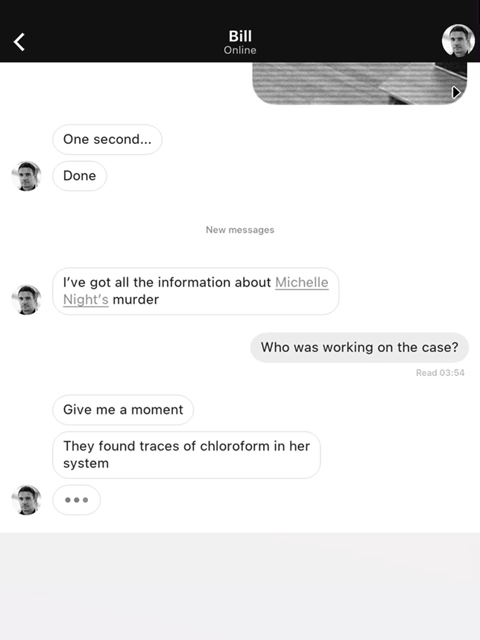 Bill
Online
One second...
Done
New messages
I’ve got all the information about Michelle
Night’s murder
Who was working on the case?
Read 03:54
Give me a moment
They found traces of chloroform in her
system